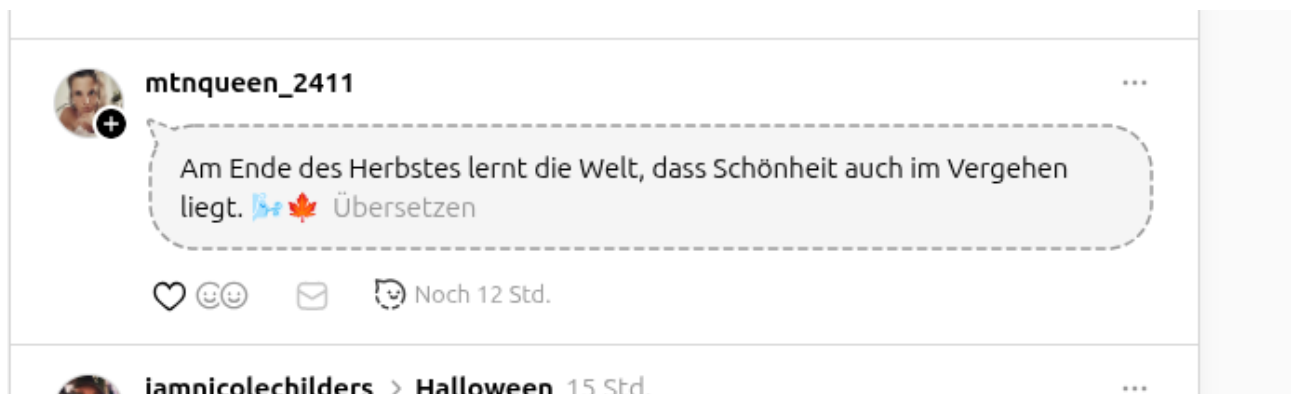 mtnqueen_2411
Am Ende des Herbstes lernt die Welt, dass Schönheit auch im Vergehen
liegt. 🌬️🍁 Übersetzen
Noch 12 Std.
iamnicolechilders > Halloween 15 Std.